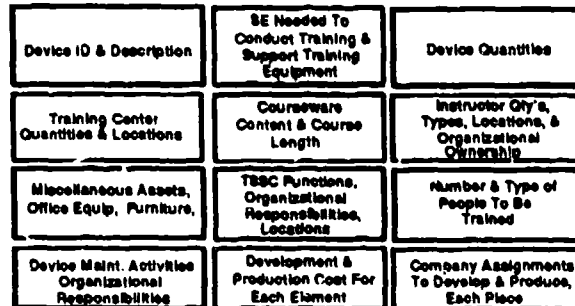 Device ID & Description
SE Needed To
Conduct Training &
Support Training
Equipment
Device Quantities
Training Center
Quantities & Locations
Courseware
Content & Course
Length
Instructor Qty's,
Types, Locations, &
Organizational
Ownership
Miscellaneous Assets,
Office Equip, Furniture,
TSSC Functions,
Organizational
Responsibilities,
Locations
Number & Type of
People To Be
Trained
Device Maint. Activities
Organizational
Responsibilities
Development &
Production Cost For
Each Element
Company Assignments
To Develop & Produce,
Each Piece